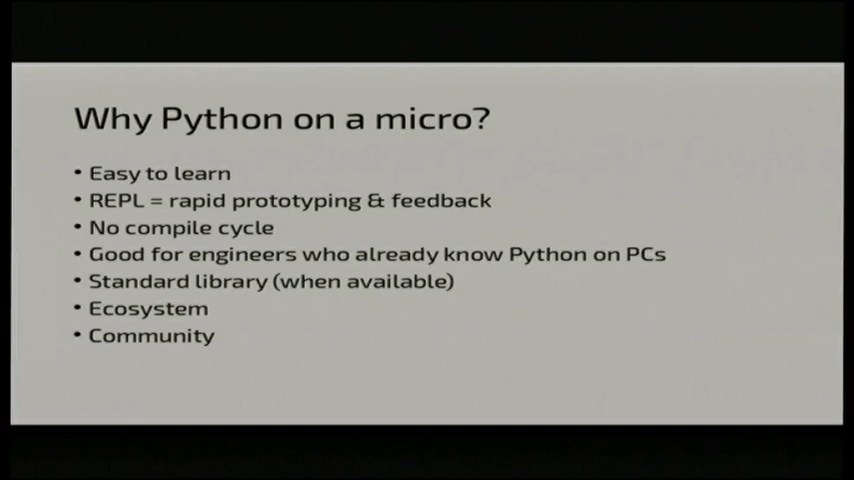 Why Python on a micro?
• Easy to learn
• REPL = rapid prototyping & feedback
• No compile cycle
• Good for engineers who already know Python on PCs
• Standard library (when available)
• Ecosystem
• Community